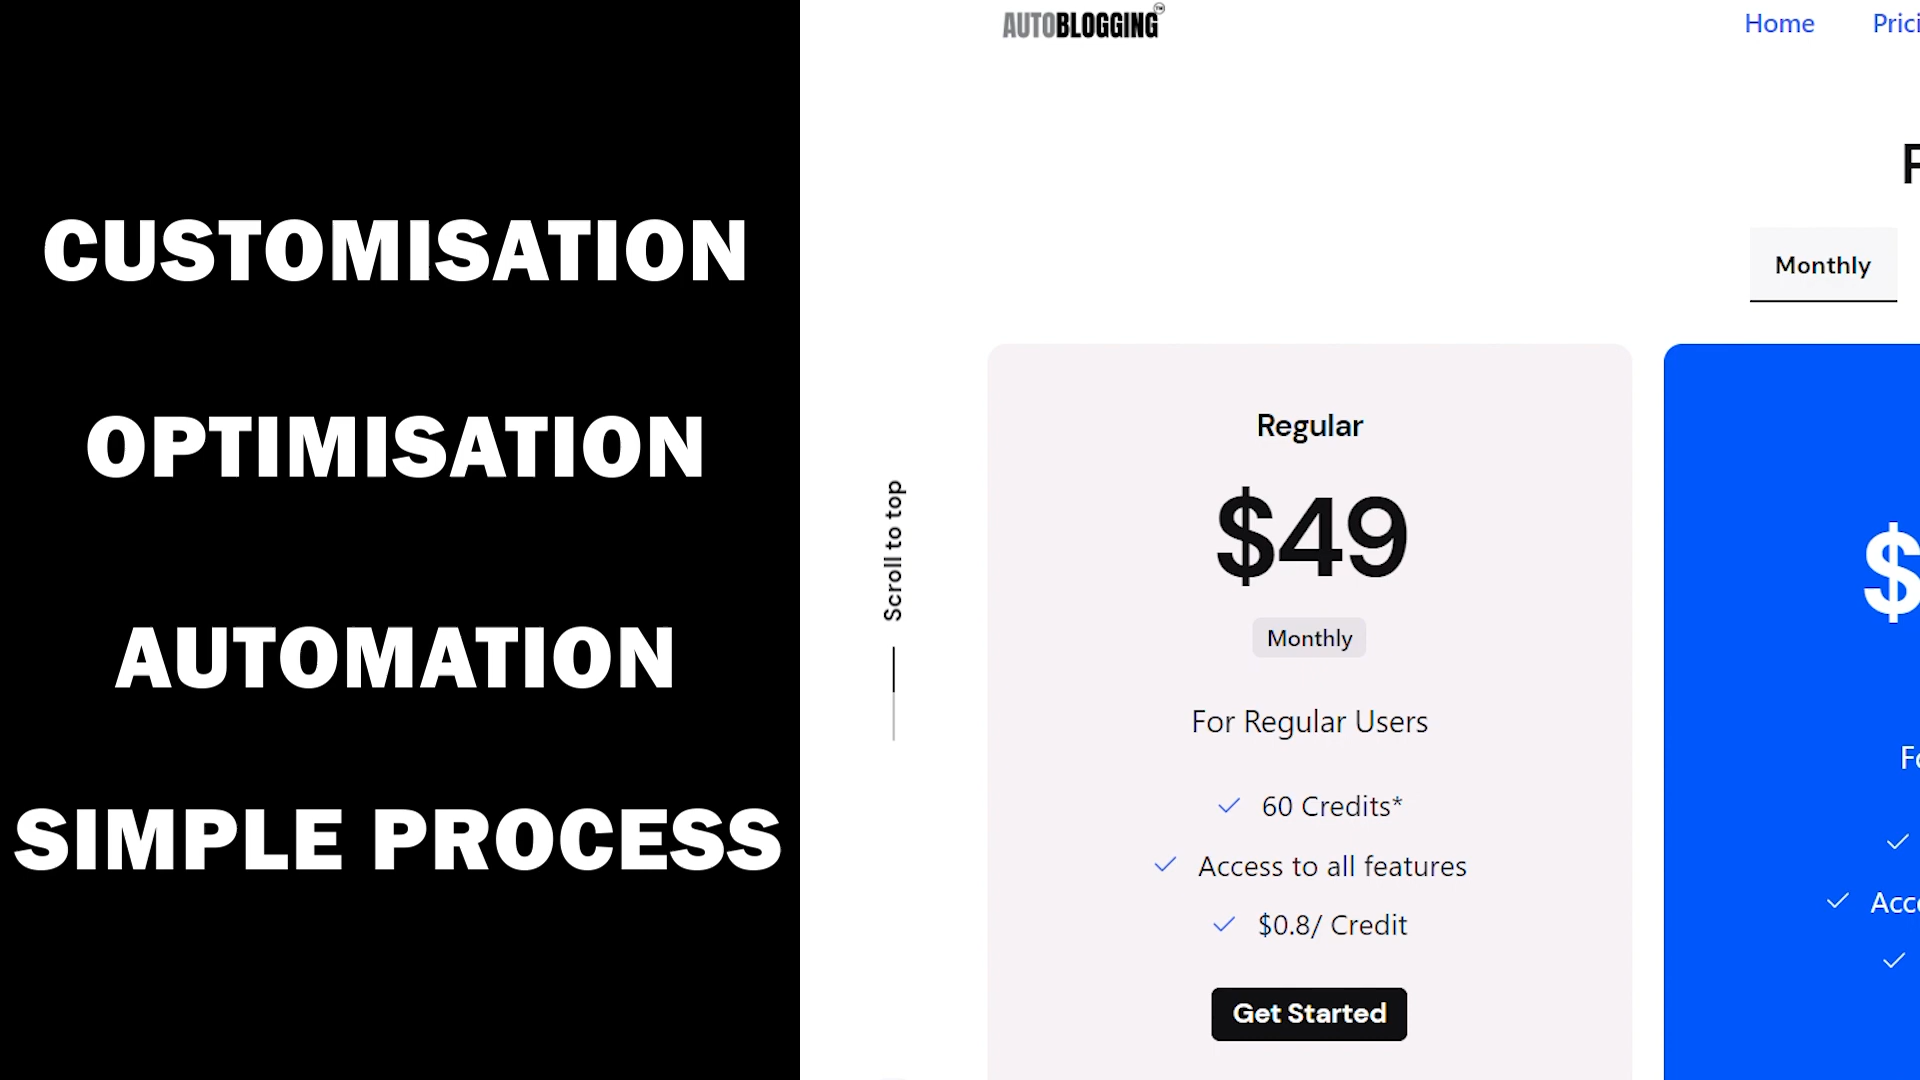 CUSTOMISATION
OPTIMISATION
AUTOMATION
SIMPLE PROCESS
AUTOBLOGGING™
Home
Monthly
Scroll to top
Regular
$49
Monthly
For Regular Users
60 Credits*
Access to all features
$0.8/ Credit
Get Started
$